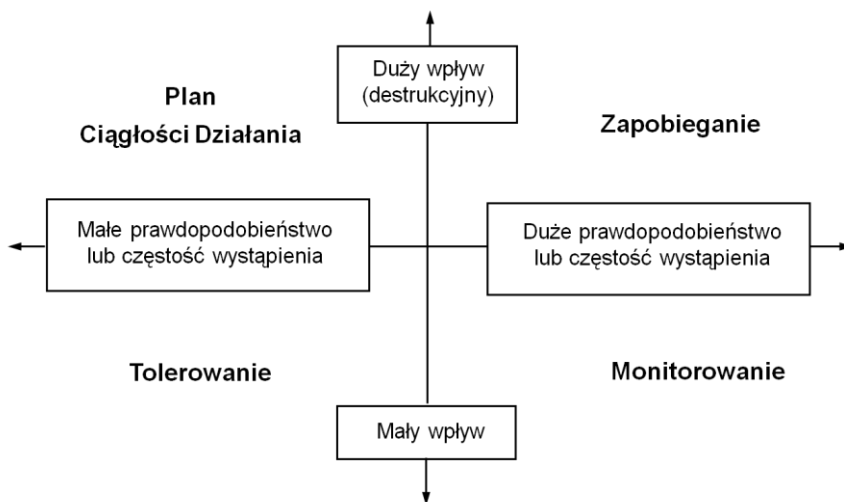 Duży wpływ
(destrukcyjny)
Plan
Ciągłości Działania
Zapobieganie
Małe prawdopodobieństwo
lub częstość wystąpienia
Duże prawdopodobieństwo
lub częstość wystąpienia
Tolerowanie
Monitorowanie
Mały wpływ